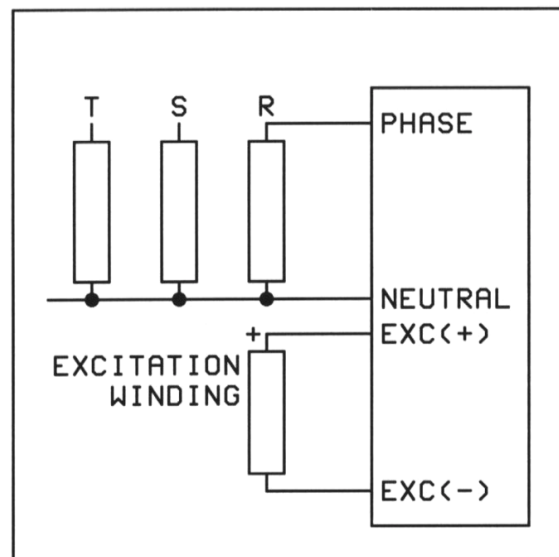 T S R
PHASE
NEUTRAL
+ EXC(+)
EXCITATION
WINDING
EXC(-)